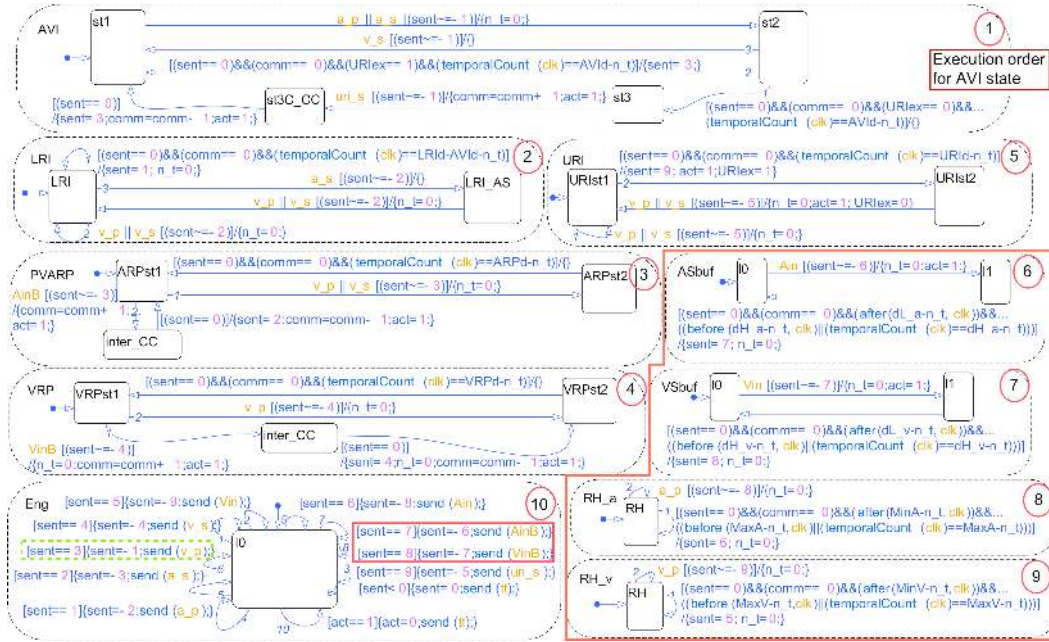 AVI
st1
a_p || a_s [(sent~=- 1)]/{n_t= 0;}
st2
1
v_s [(sent~=- 1)]/{}
3
Execution order
for AVI state
[(sent== 0)&&(comm== 0)&&(URIex== 1)&&(temporalCount (clk)==AVId-n_t)]/{sent= 3;}
2
[(sent== 0)]
/{sent= 3;comm=comm- 1;act= 1;}
st3C_CC
uri_s [(sent~=- 1)]/{comm=comm+ 1;act= 1;}
st3
[(sent== 0)&&(comm== 0)&&(URIex== 0)&&...
(temporalCount (clk)==AVId-n_t)]/{}
LRI
[(sent== 0)&&(comm== 0)&&(temporalCount (clk)==LRId-AVId-n_t)]
/{sent= 1; n_t= 0;}
2
LRI
a_s [(sent~=- 2)]/{}
3
LRI_AS
v_p || v_s [(sent~=- 2)]/{n_t= 0;}
v_p || v_s [(sent~=- 2)]/{n_t= 0;}
URI
[(sent== 0)&&(comm== 0)&&(temporalCount (clk)==URId-n_t)]
/{sent= 9; act= 1;URIex= 1}
5
URIst1
2
URIst2
v_p || v_s [(sent~=- 5)]/{n_t= 0;act= 1; URIex= 0}
v_p || v_s [(sent~=- 5)]/{n_t= 0;}
PVARP
ARPst1
[(sent== 0)&&(comm== 0)&&(temporalCount (clk)==ARPd-n_t)]/{}
3
v_p || v_s [(sent~=- 3)]/{n_t= 0;}
1
ARPst2
AinB [(sent~=- 3)]
/{comm=comm+ 1;
act= 1;}
2
[(sent== 0)]/{sent= 2;comm=comm- 1;act= 1;}
inter_CC
ASbuf
I0
Ain [(sent~=- 6)]/{n_t= 0;act= 1;}
I1
6
[(sent== 0)&&(comm== 0)&&(after(dL_a-n_t, clk))&&...
((before (dH_a-n_t, clk)||(temporalCount (clk)==dH_a-n_t)))]
/{sent= 7; n_t= 0;}
VRP
VRPst1
[(sent== 0)&&(comm== 0)&&(temporalCount (clk)==VRPd-n_t)]/{}
4
v_p [(sent~=- 4)]/{n_t= 0;}
2
VRPst2
inter_CC
VinB [(sent~=- 4)]
/{n_t= 0;comm=comm+ 1;act= 1;}
[(sent== 0)]
/{sent= 4;n_t= 0;comm=comm- 1;act= 1;}
VSbuf
I0
Vin [(sent~=- 7)]/{n_t= 0;act= 1;}
I1
7
[(sent== 0)&&(comm== 0)&&(after(dL_v-n_t, clk))&&...
((before (dH_v-n_t, clk)||(temporalCount (clk)==dH_v-n_t)))]
/{sent= 8; n_t= 0;}
Eng
[sent== 5]{sent=- 9;send (Vin);}
[sent== 6]{sent=- 8;send (Ain);}
10
[sent== 4]{sent=- 4;send (v_s);}
I0
[sent== 7]{sent=- 6;send (AinB);}
[sent== 3]{sent=- 1;send (v_p);}
[sent== 8]{sent=- 7;send (VinB);}
6
[sent== 2]{sent=- 3;send (a_s);}
[sent== 9]{sent=- 5;send (uri_s);}
[sent< 0]{sent= 0;send (tt);}
[sent== 1]{sent=- 2;send (a_p);}
10
[act== 1]{act= 0;send (tt);}
RH_a
RH
a_p [(sent~=- 8)]/{n_t= 0;}
8
[(sent== 0)&&(comm== 0)&&(after(MinA-n_t, clk))&&...
((before (MaxA-n_t, clk)||(temporalCount (clk)==MaxA-n_t)))]
/{sent= 6; n_t= 0;}
RH_v
RH
v_p [(sent~=- 9)]/{n_t= 0;}
9
[(sent== 0)&&(comm== 0)&&(after(MinV-n_t, clk))&&...
((before (MaxV-n_t,clk)||(temporalCount (clk)==MaxV-n_t)))]
/{sent= 5; n_t= 0;}